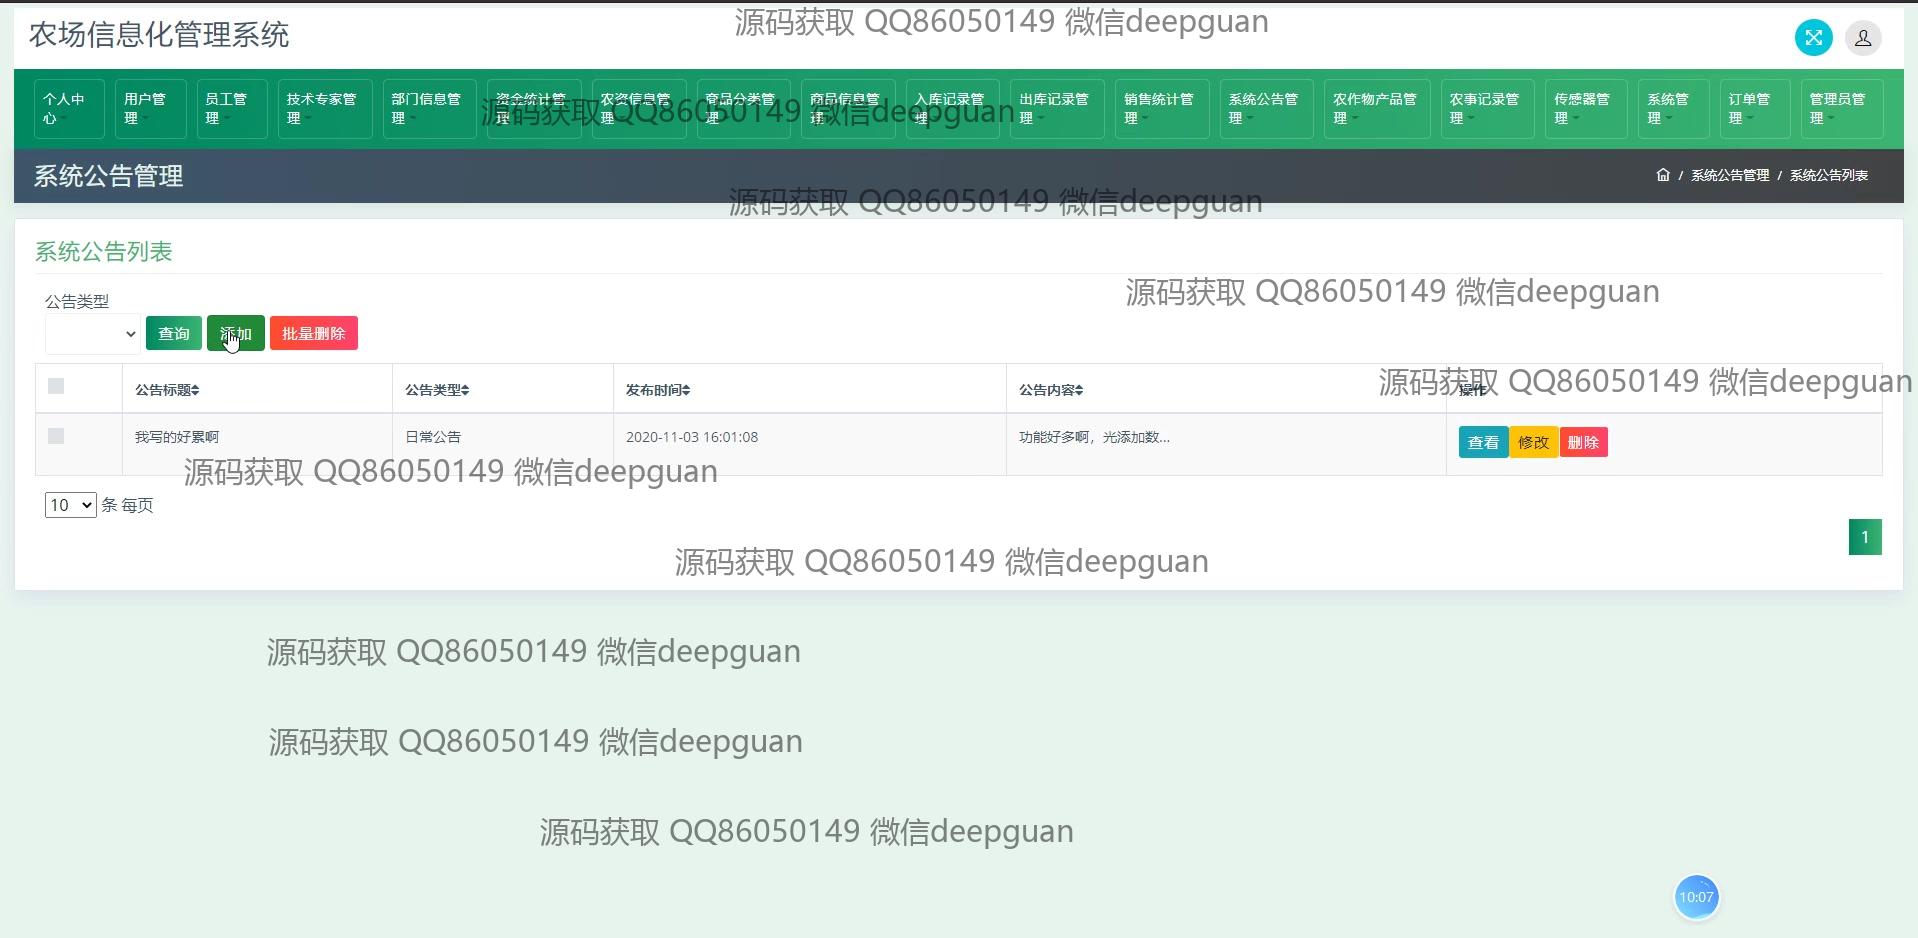 农场信息化管理系统
源码获取 QQ86050149 微信deepguan
个人中心
用户管理
员工管理
技术专家管理
部门信息管理
资金统计管理
农资信息管理
商品分类管理
商品信息管理
入库记录管理
出库记录管理
销售统计管理
系统公告管理
农作物产品管理
农事记录管理
传感器管理
系统管理
订单管理
管理员管理
源码获取 QQ86050149 微信deepguan
系统公告管理
/ 系统公告管理 / 系统公告列表
源码获取 QQ86050149 微信deepguan
系统公告列表
源码获取 QQ86050149 微信deepguan
公告类型
查询 添加 批量删除
公告标题 公告类型 发布时间 公告内容 操作
源码获取 QQ86050149 微信deepguan
我写的好累啊 日常公告 2020-11-03 16:01:08 功能好多啊，光添加数... 查看 修改 删除
源码获取 QQ86050149 微信deepguan
10 条 每页
1
源码获取 QQ86050149 微信deepguan
源码获取 QQ86050149 微信deepguan
源码获取 QQ86050149 微信deepguan
源码获取 QQ86050149 微信deepguan
10:07